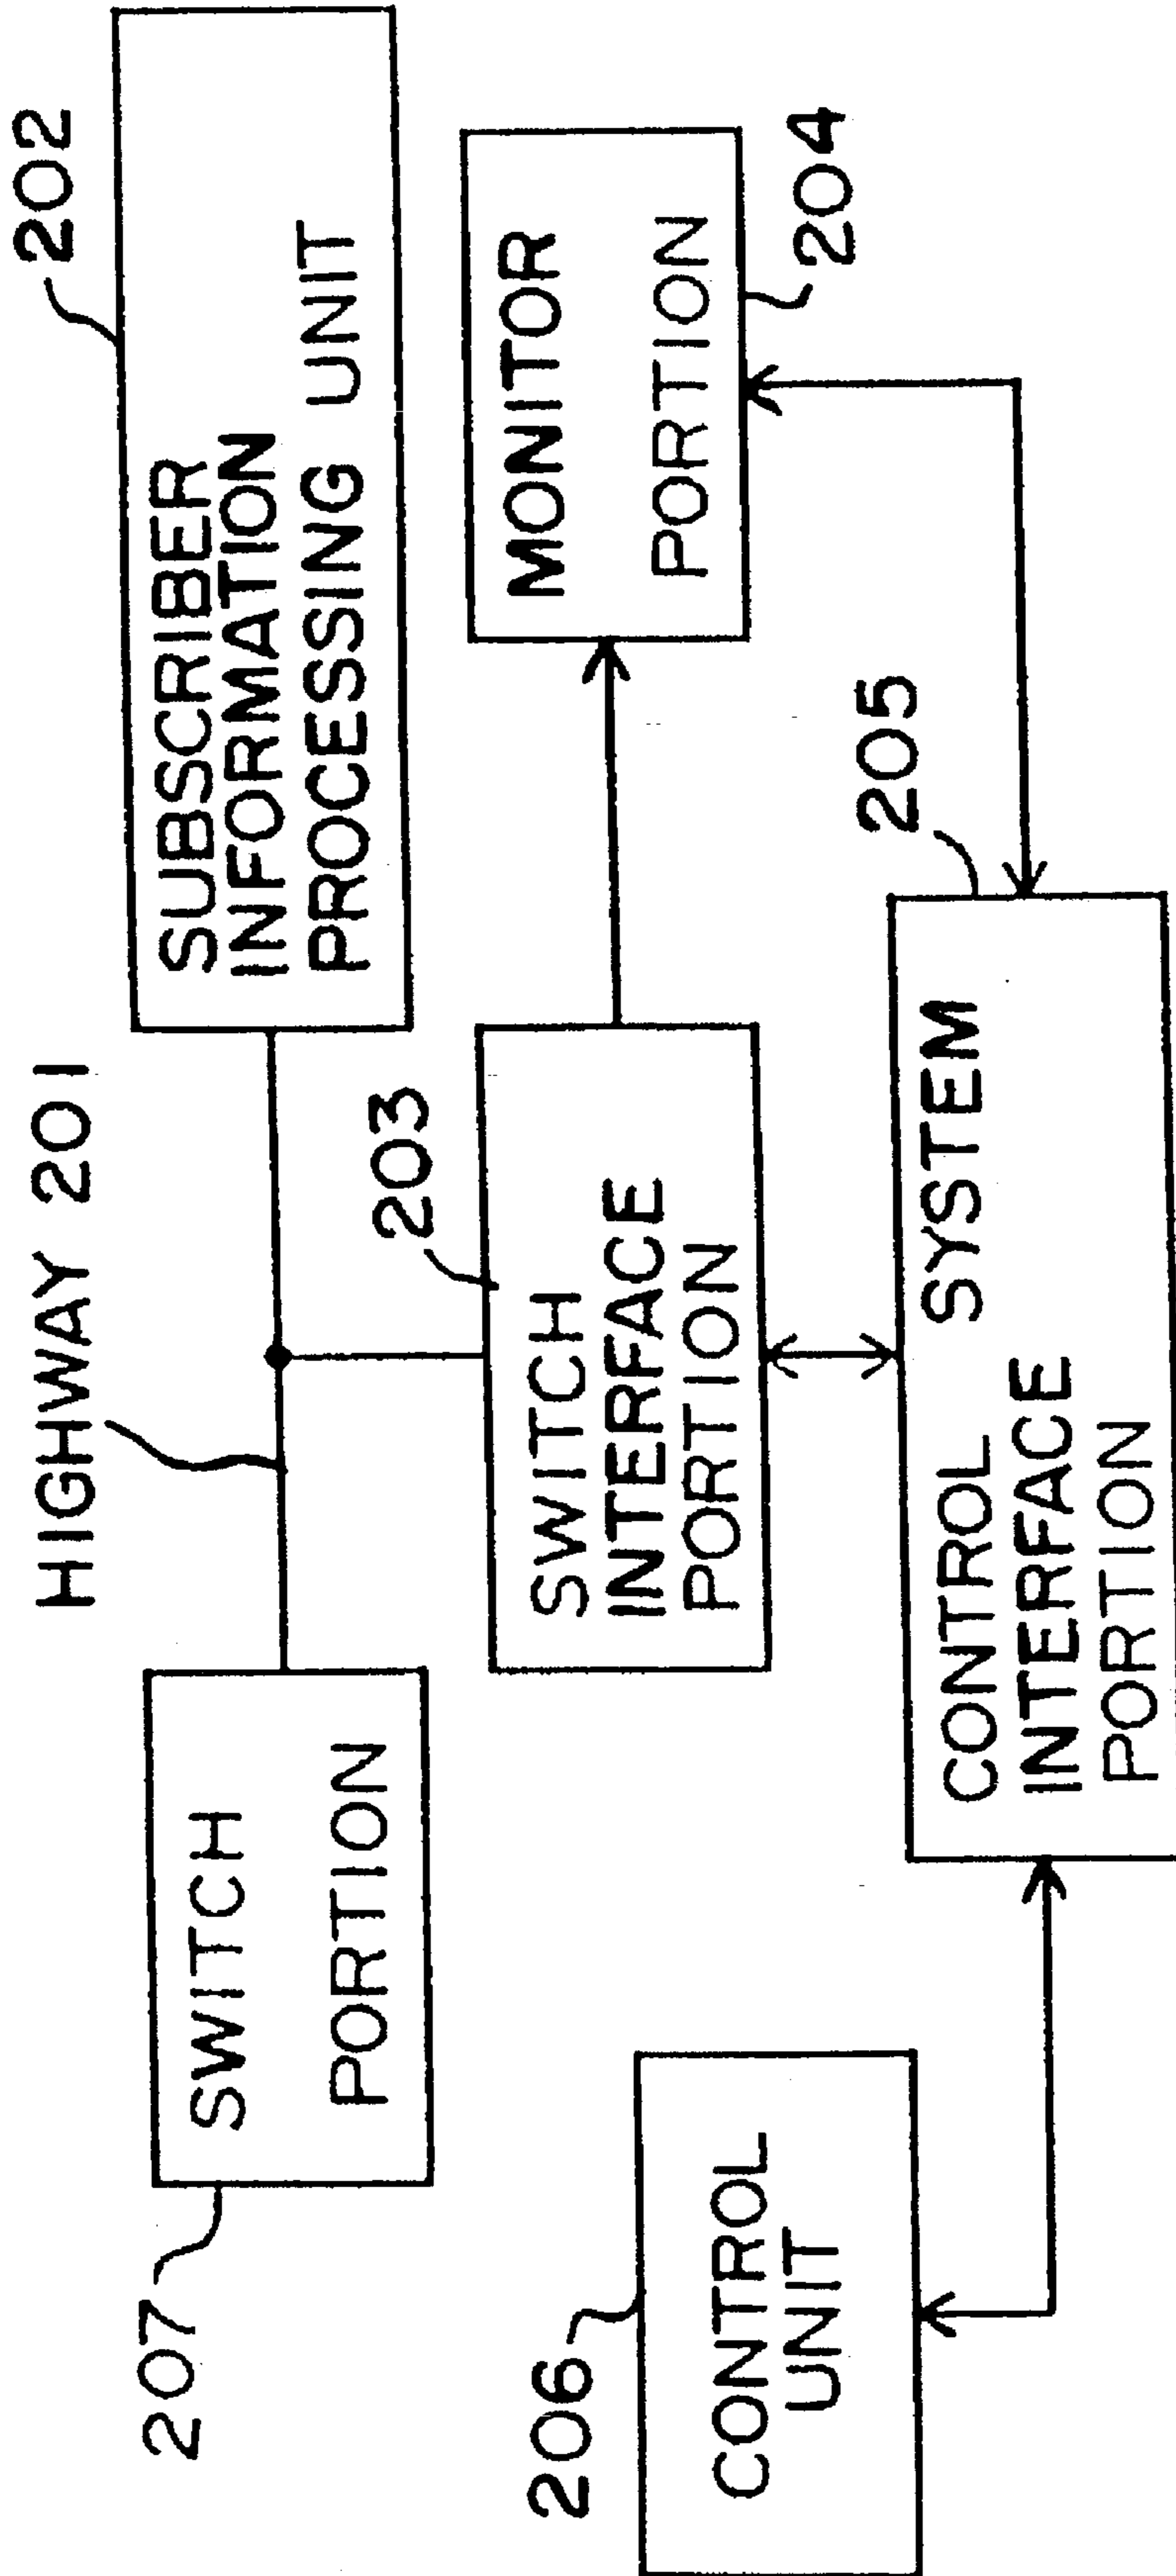 HIGHWAY 201
202
SUBSCRIBER
INFORMATION
PROCESSING UNIT
207
SWITCH
PORTION
203
SWITCH
INTERFACE
PORTION
MONITOR
PORTION
204
206
CONTROL
UNIT
205
CONTROL SYSTEM
INTERFACE
PORTION